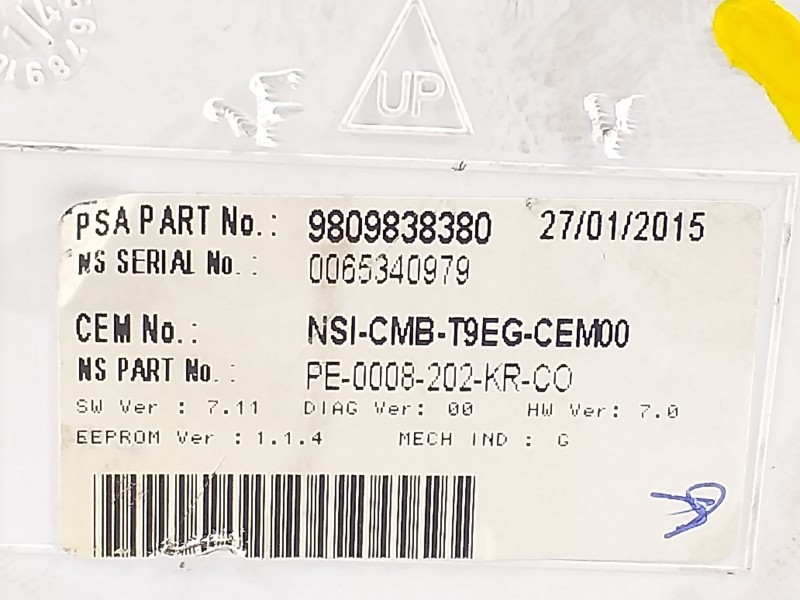 UP
PSA PART No.: 9809838380 27/01/2015
NS SERIAL No.: 0065340979
CEM No.: NSI-CMB-T9EG-CEM00
NS PART No.: PE-0008-202-KR-CO
SW Ver : 7.11 DIAG Ver: 00 HW Ver: 7.0
EEPROM Ver : 1.1.4 MECH IND : G